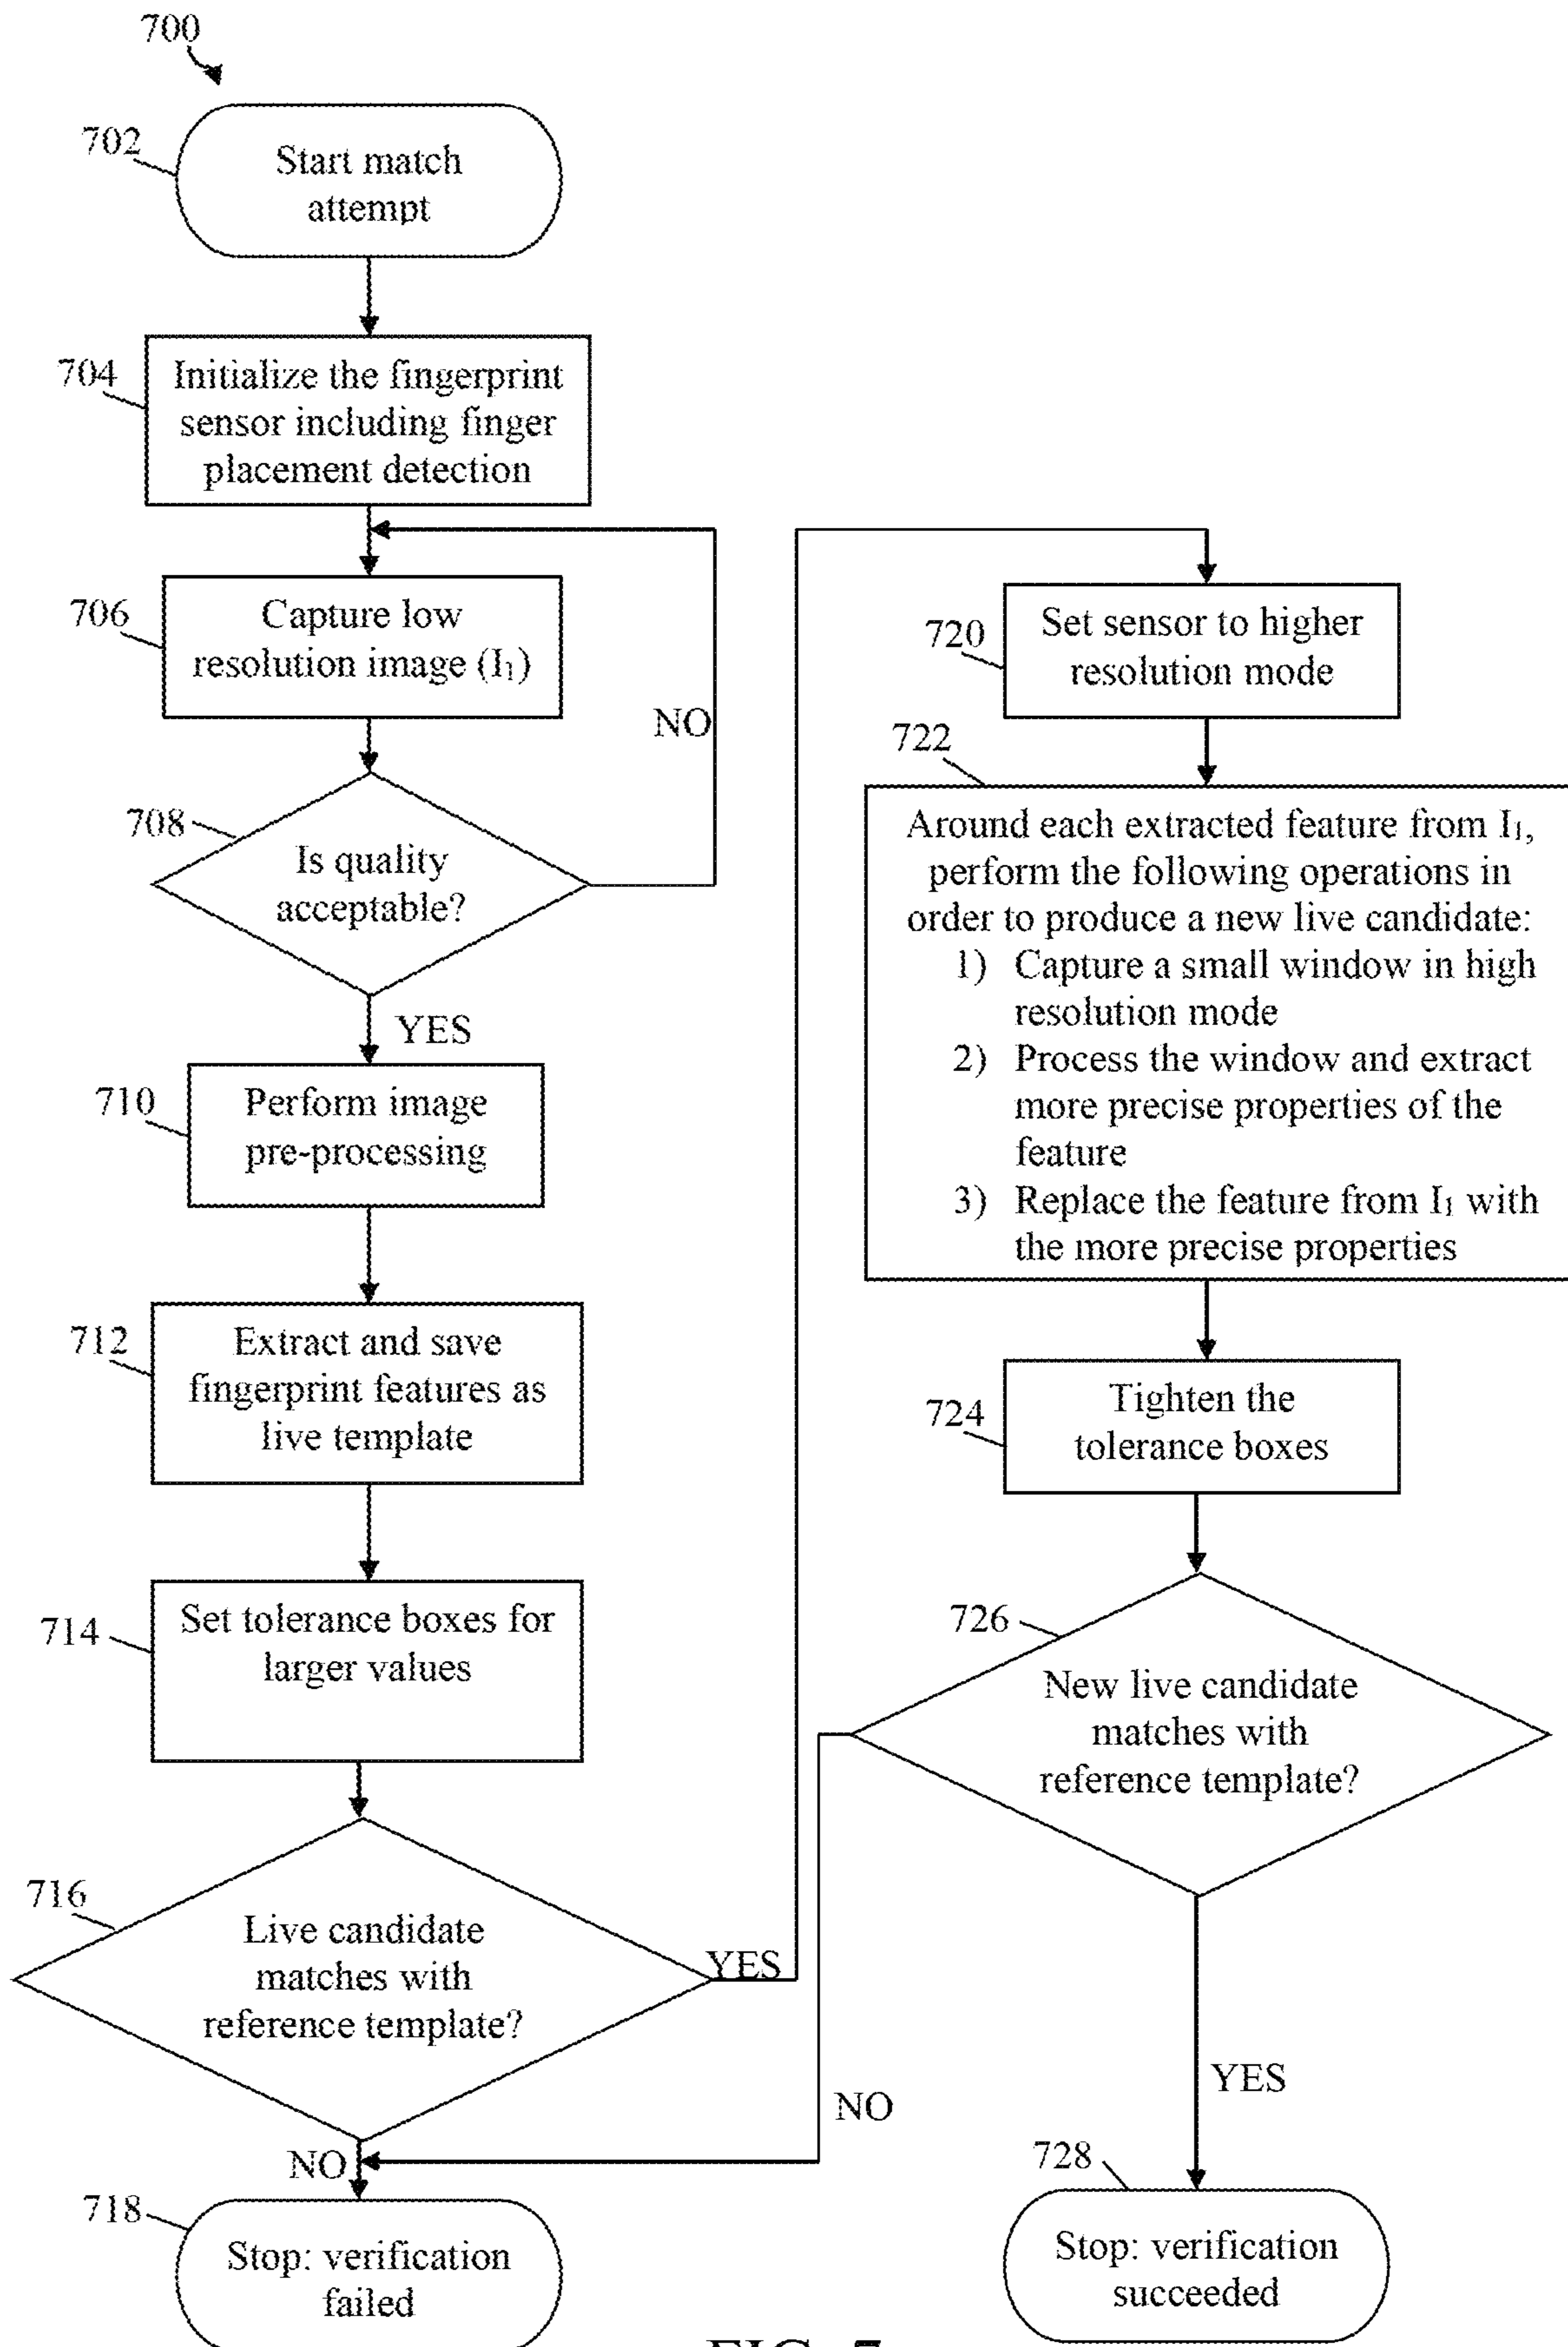 700
702
Start match
attempt
704
Initialize the fingerprint
sensor including finger
placement detection
706
Capture low
resolution image (I₁)
NO
708
Is quality
acceptable?
YES
710
Perform image
pre-processing
712
Extract and save
fingerprint features as
live template
714
Set tolerance boxes for
larger values
716
Live candidate
matches with
reference template?
YES
NO
718
Stop: verification
failed
720
Set sensor to higher
resolution mode
722
Around each extracted feature from I₁,
perform the following operations in
order to produce a new live candidate:
1) Capture a small window in high
resolution mode
2) Process the window and extract
more precise properties of the
feature
3) Replace the feature from I₁ with
the more precise properties
724
Tighten the
tolerance boxes
726
New live candidate
matches with
reference template?
NO
YES
728
Stop: verification
succeeded
FIG. 7